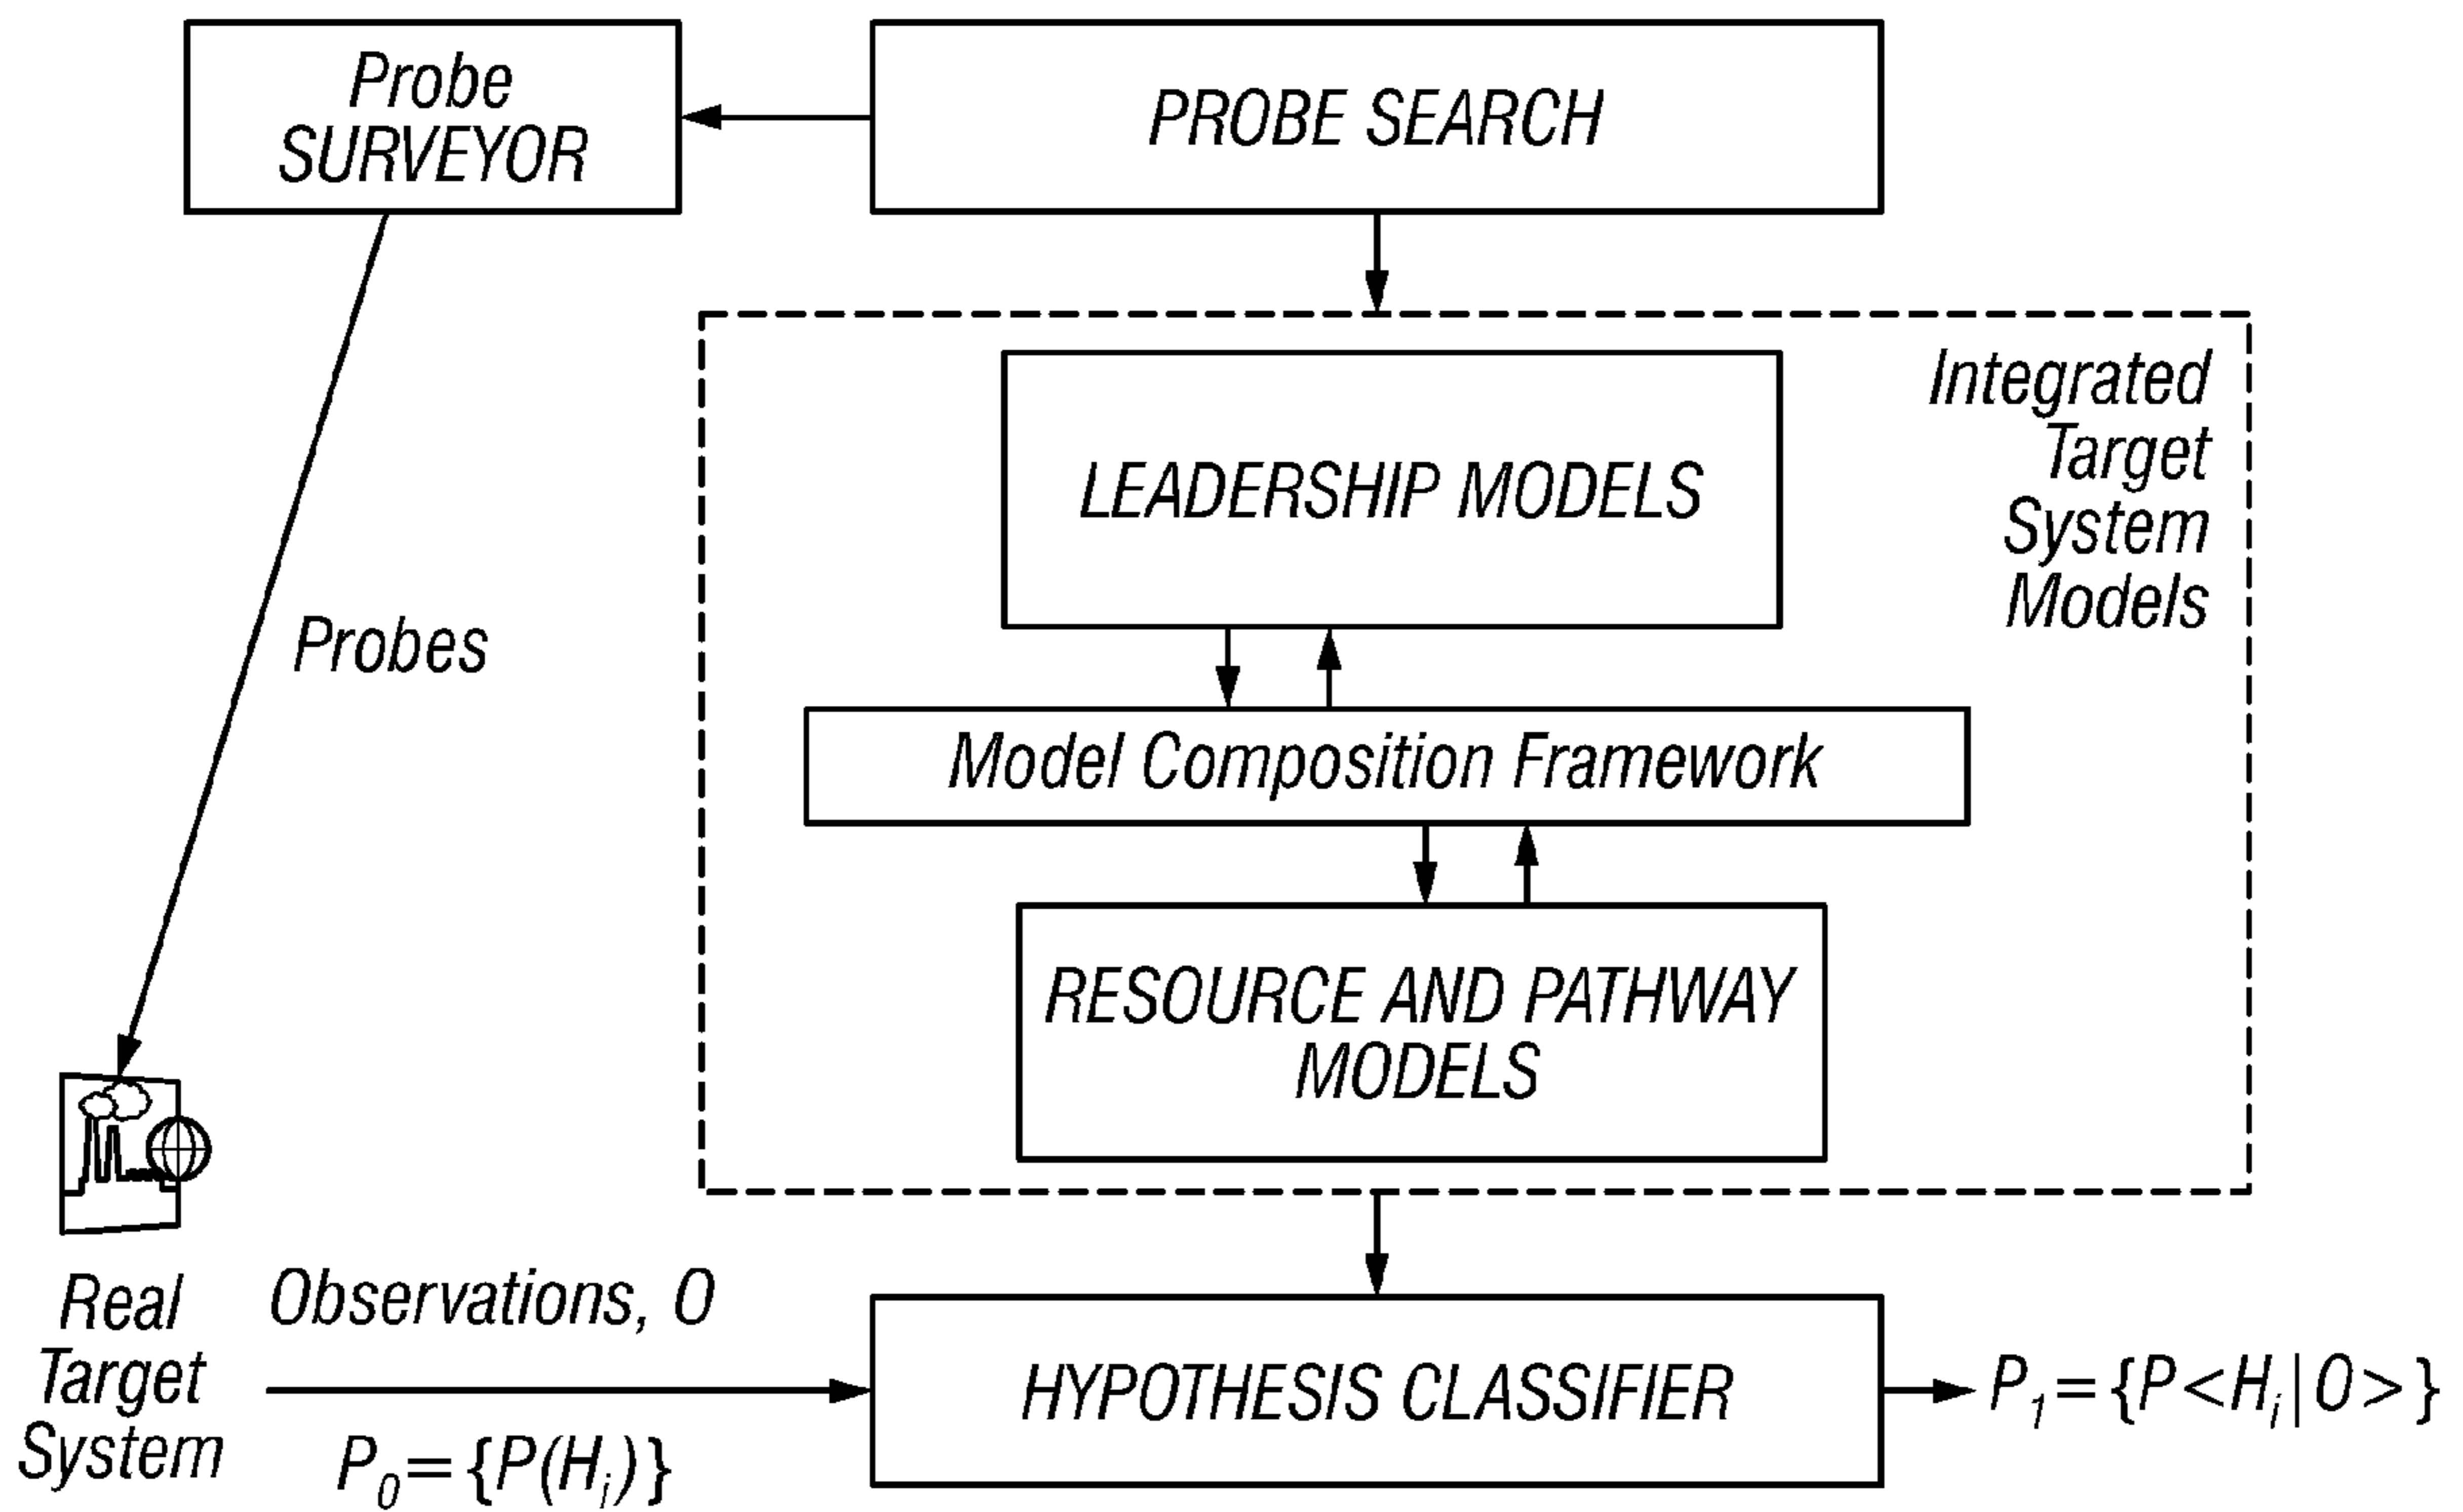 Probe
SURVEYOR
PROBE SEARCH
Integrated
Target
System
Models
LEADERSHIP MODELS
Probes
Model Composition Framework
RESOURCE AND PATHWAY
MODELS
Real
Target
System
Observations, O
P₀={P(Hᵢ)}
HYPOTHESIS CLASSIFIER
P₁={P<Hᵢ|O>}